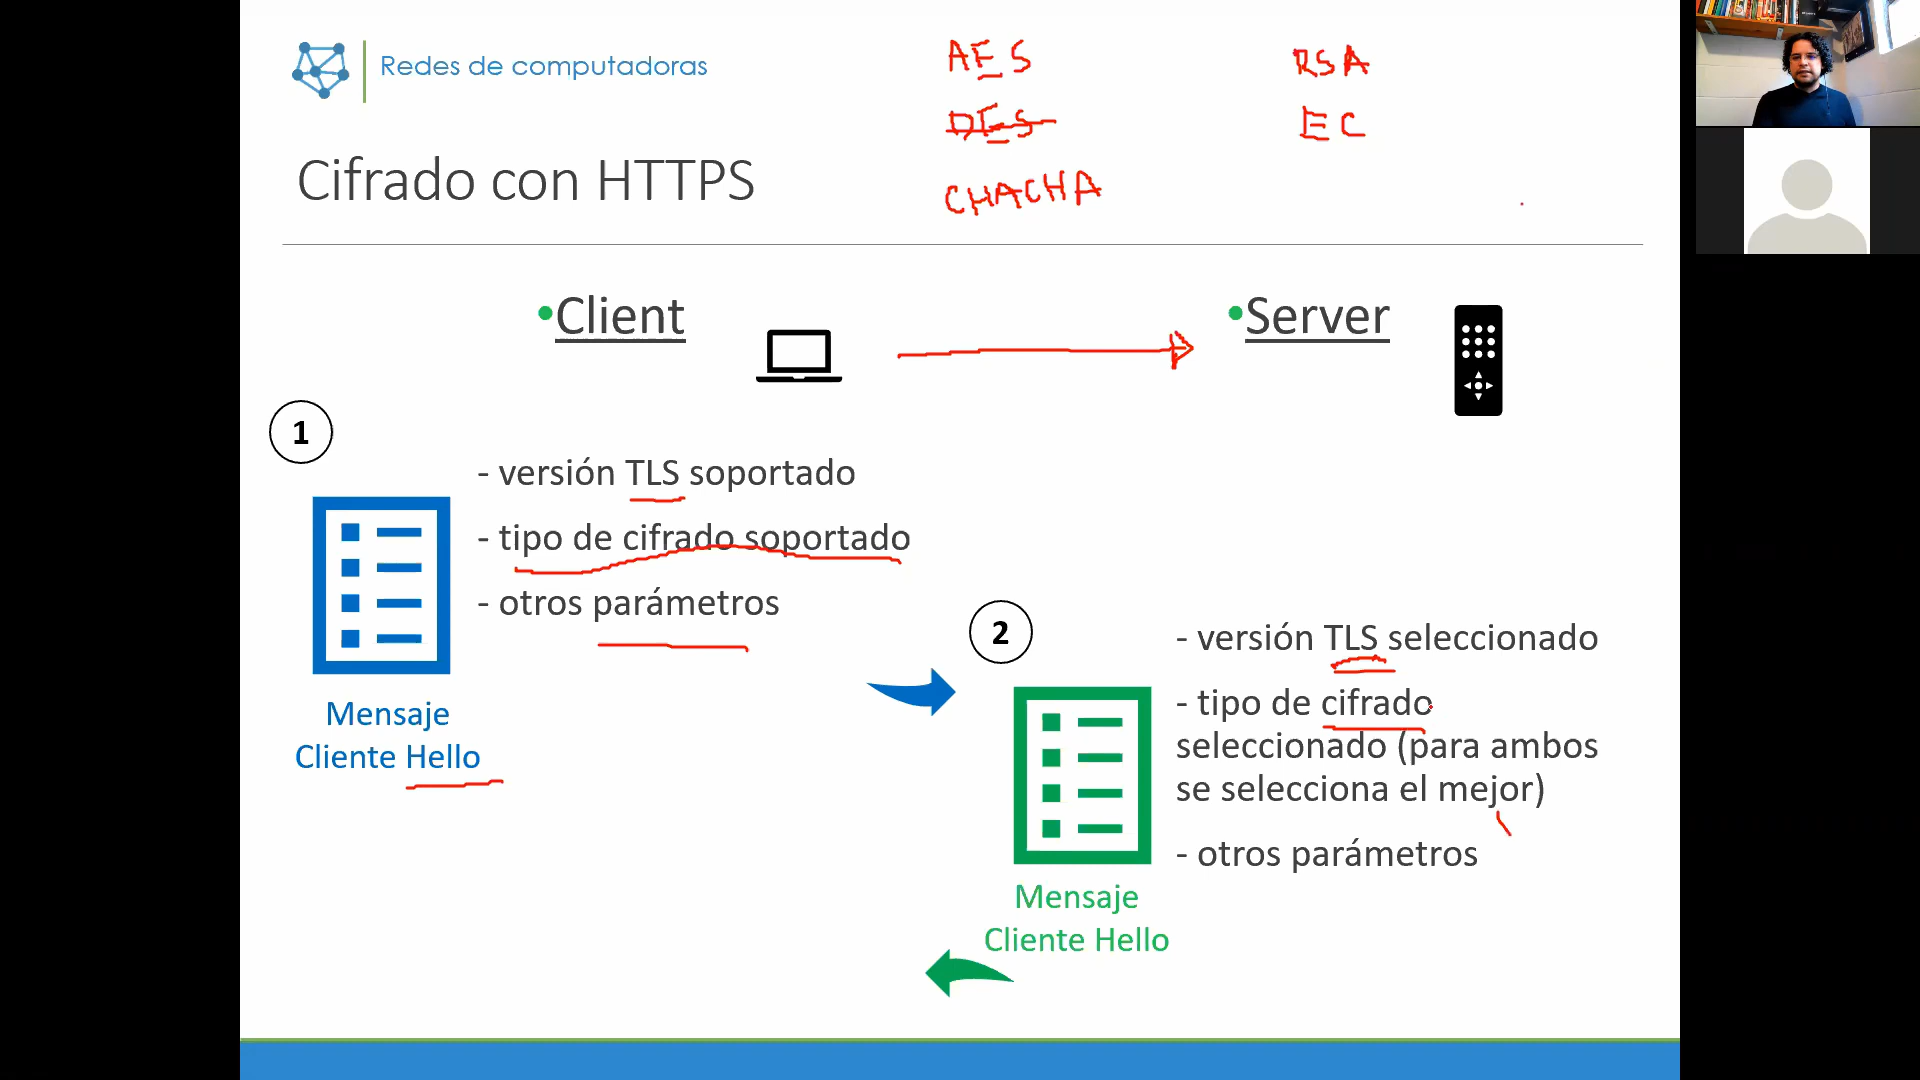 Redes de computadoras
AES
RSA
DES
EC
CHACHA
Cifrado con HTTPS
•Client
•Server
1
- versión TLS soportado
- tipo de cifrado soportado
- otros parámetros
Mensaje
Cliente Hello
2
- versión TLS seleccionado
- tipo de cifrado
seleccionado (para ambos
se selecciona el mejor)
- otros parámetros
Mensaje
Cliente Hello